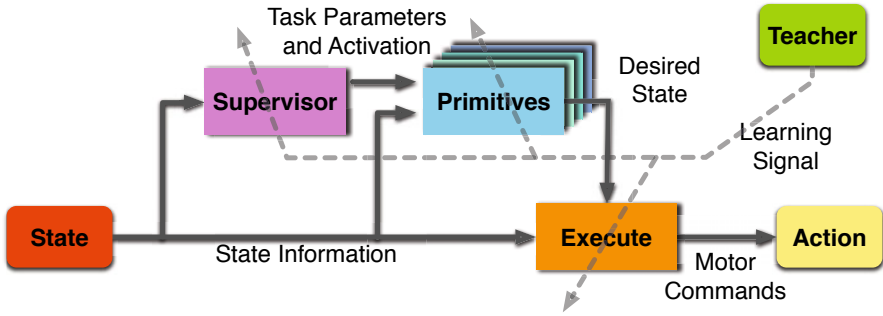 Task Parameters
and Activation
Teacher
Supervisor
Primitives
Desired
State
Learning
Signal
State
State Information
Execute
Motor
Commands
Action